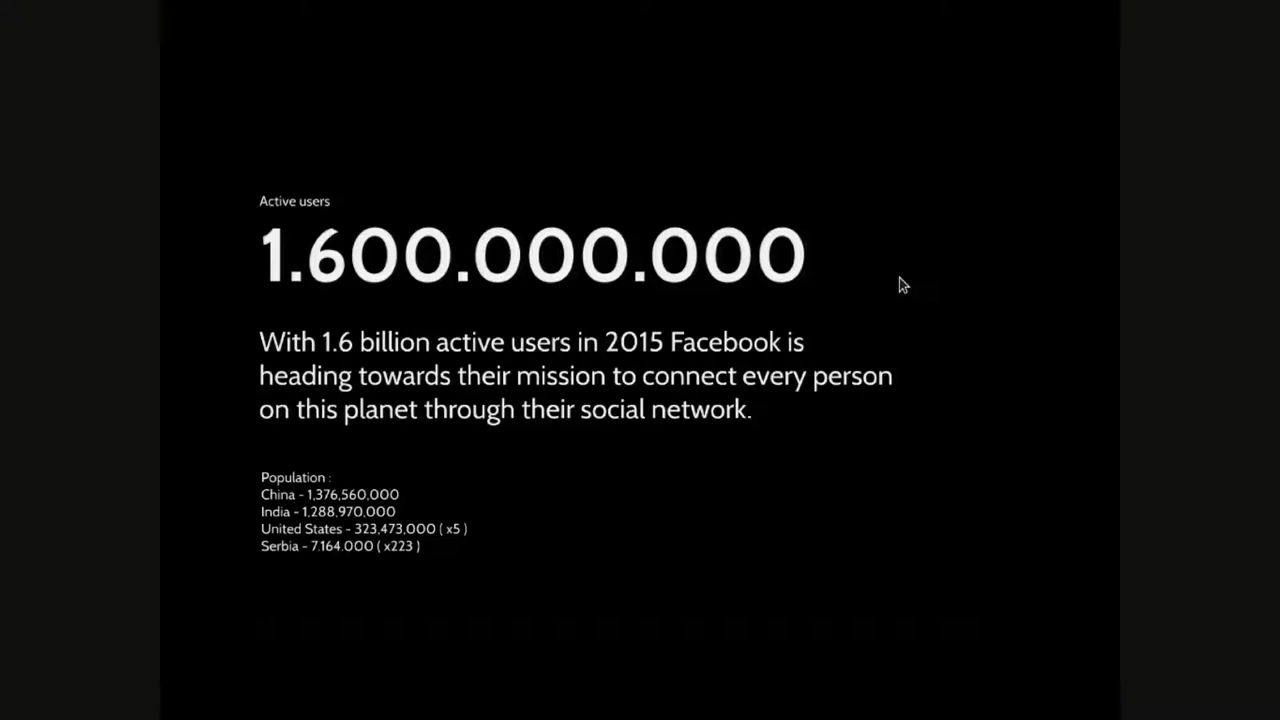 Active users
1.600.000.000
With 1.6 billion active users in 2015 Facebook is
heading towards their mission to connect every person
on this planet through their social network.
Population :
China - 1,376,560,000
India - 1,288,970,000
United States - 323,473,000 ( x5 )
Serbia - 7.164.000 ( x223 )